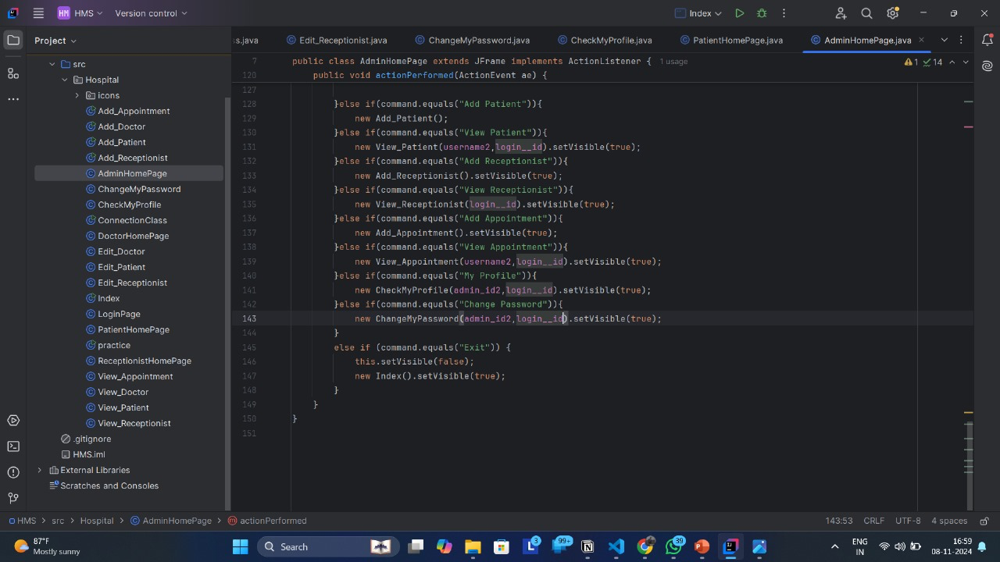 HM HMS Version control Index
Project
s.java Edit_Receptionist.java ChangeMyPassword.java CheckMyProfile.java PatientHomePage.java AdminHomePage.java
src
Hospital
icons
Add_Appointment
Add_Doctor
Add_Patient
Add_Receptionist
AdminHomePage
ChangeMyPassword
CheckMyProfile
ConnectionClass
DoctorHomePage
Edit_Doctor
Edit_Patient
Edit_Receptionist
Index
LoginPage
PatientHomePage
practice
ReceptionistHomePage
View_Appointment
View_Doctor
View_Patient
View_Receptionist
.gitignore
HMS.iml
External Libraries
Scratches and Consoles
7 public class AdminHomePage extends JFrame implements ActionListener { 1 usage 1 14
120 public void actionPerformed(ActionEvent ae) {
127
128 }else if(command.equals("Add Patient")){
129 new Add_Patient();
130 }else if(command.equals("View Patient")){
131 new View_Patient(username2,login__id).setVisible(true);
132 }else if(command.equals("Add Receptionist")){
133 new Add_Receptionist().setVisible(true);
134 }else if(command.equals("View Receptionist")){
135 new View_Receptionist(login__id).setVisible(true);
136 }else if(command.equals("Add Appointment")){
137 new Add_Appointment().setVisible(true);
138 }else if(command.equals("View Appointment")){
139 new View_Appointment(username2,login__id).setVisible(true);
140 }else if(command.equals("My Profile")){
141 new CheckMyProfile(admin_id2,login__id).setVisible(true);
142 }else if(command.equals("Change Password")){
143 new ChangeMyPassword(admin_id2,login__id).setVisible(true);
144 }
145 else if (command.equals("Exit")) {
146 this.setVisible(false);
147 new Index().setVisible(true);
148 }
149 }
150 }
151
HMS > src > Hospital > AdminHomePage > actionPerformed 143:53 CRLF UTF-8 4 spaces
87°F
Mostly sunny
Search
3 99+ 39
ENG
IN
16:59
08-11-2024